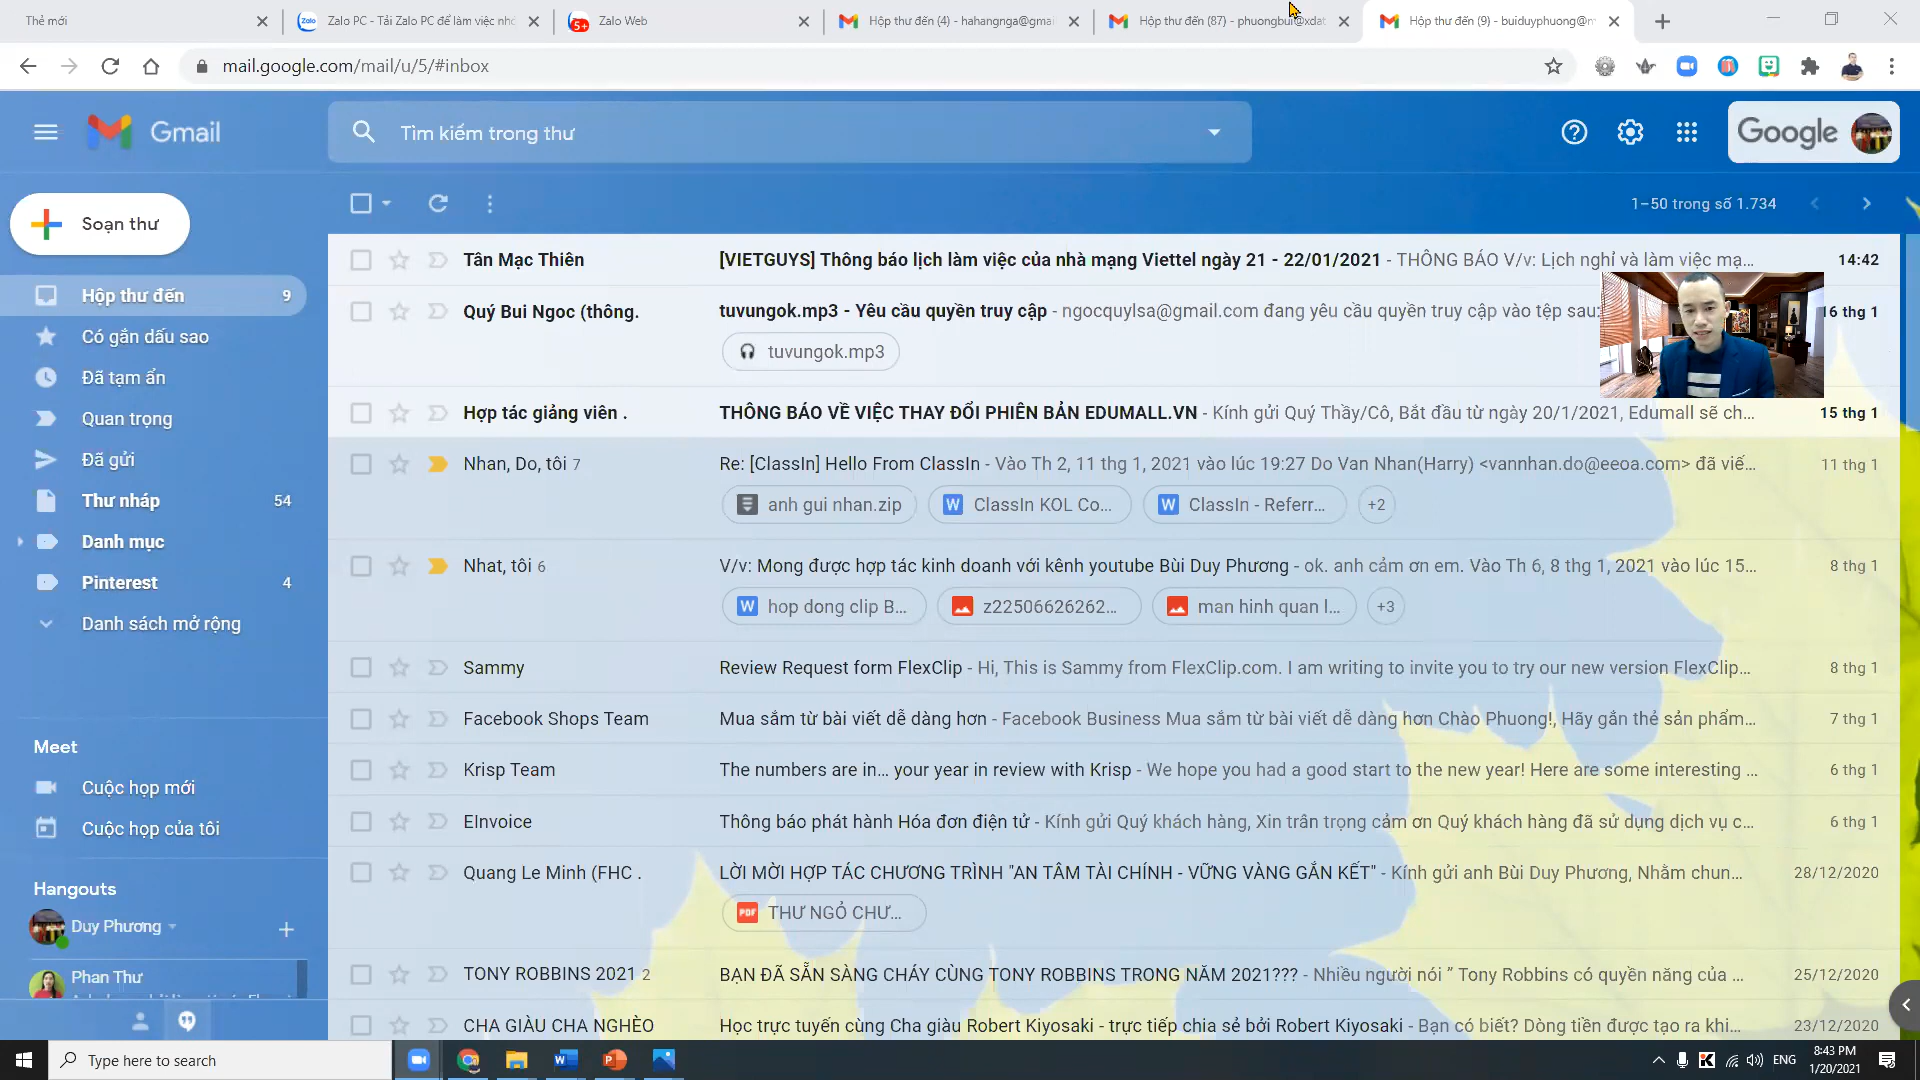 Thẻ mới
Zalo PC - Tải Zalo PC để làm việc nhó
Zalo Web
Hộp thư đến (4) - hahangnga@gmai
Hộp thư đến (87) - phuongbui@xdat
Hộp thư đến (9) - buiduyphuong@m
mail.google.com/mail/u/5/#inbox
Gmail
Tìm kiếm trong thư
Google
Soạn thư
1–50 trong số 1.734
Hộp thư đến 9
Có gắn dấu sao
Đã tạm ẩn
Quan trọng
Đã gửi
Thư nháp 54
Danh mục
Pinterest 4
Danh sách mở rộng
Meet
Cuộc họp mới
Cuộc họp của tôi
Hangouts
Duy Phương
Phan Thư
Tân Mạc Thiên [VIETGUYS] Thông báo lịch làm việc của nhà mạng Viettel ngày 21 - 22/01/2021 - THÔNG BÁO V/v: Lịch nghỉ và làm việc mạ... 14:42
Quý Bui Ngoc (thông. tuvungok.mp3 - Yêu cầu quyền truy cập - ngocquylsa@gmail.com đang yêu cầu quyền truy cập vào tệp sau: 16 thg 1
tuvungok.mp3
Hợp tác giảng viên . THÔNG BÁO VỀ VIỆC THAY ĐỔI PHIÊN BẢN EDUMALL.VN - Kính gửi Quý Thầy/Cô, Bắt đầu từ ngày 20/1/2021, Edumall sẽ ch... 15 thg 1
Nhan, Do, tôi 7 Re: [ClassIn] Hello From ClassIn - Vào Th 2, 11 thg 1, 2021 vào lúc 19:27 Do Van Nhan(Harry) <vannhan.do@eeoa.com> đã viế... 11 thg 1
anh gui nhan.zip ClassIn KOL Co... ClassIn - Referr... +2
Nhat, tôi 6 V/v: Mong được hợp tác kinh doanh với kênh youtube Bùi Duy Phương - ok. anh cảm ơn em. Vào Th 6, 8 thg 1, 2021 vào lúc 15... 8 thg 1
hop dong clip B... z22506626262... man hinh quan l... +3
Sammy Review Request form FlexClip - Hi, This is Sammy from FlexClip.com. I am writing to invite you to try our new version FlexClip... 8 thg 1
Facebook Shops Team Mua sắm từ bài viết dễ dàng hơn - Facebook Business Mua sắm từ bài viết dễ dàng hơn Chào Phuong!, Hãy gắn thẻ sản phẩm... 7 thg 1
Krisp Team The numbers are in... your year in review with Krisp - We hope you had a good start to the new year! Here are some interesting ... 6 thg 1
EInvoice Thông báo phát hành Hóa đơn điện tử - Kính gửi Quý khách hàng, Xin trân trọng cảm ơn Quý khách hàng đã sử dụng dịch vụ c... 6 thg 1
Quang Le Minh (FHC . LỜI MỜI HỢP TÁC CHƯƠNG TRÌNH "AN TÂM TÀI CHÍNH - VỮNG VÀNG GẮN KẾT" - Kính gửi anh Bùi Duy Phương, Nhằm chun... 28/12/2020
PDF THƯ NGỎ CHƯ...
TONY ROBBINS 2021 2 BẠN ĐÃ SẴN SÀNG CHÁY CÙNG TONY ROBBINS TRONG NĂM 2021??? - Nhiều người nói ” Tony Robbins có quyền năng của ... 25/12/2020
CHA GIÀU CHA NGHÈO Học trực tuyến cùng Cha giàu Robert Kiyosaki - trực tiếp chia sẻ bởi Robert Kiyosaki - Bạn có biết? Dòng tiền được tạo ra khi... 23/12/2020
Type here to search
ENG
8:43 PM
1/20/2021